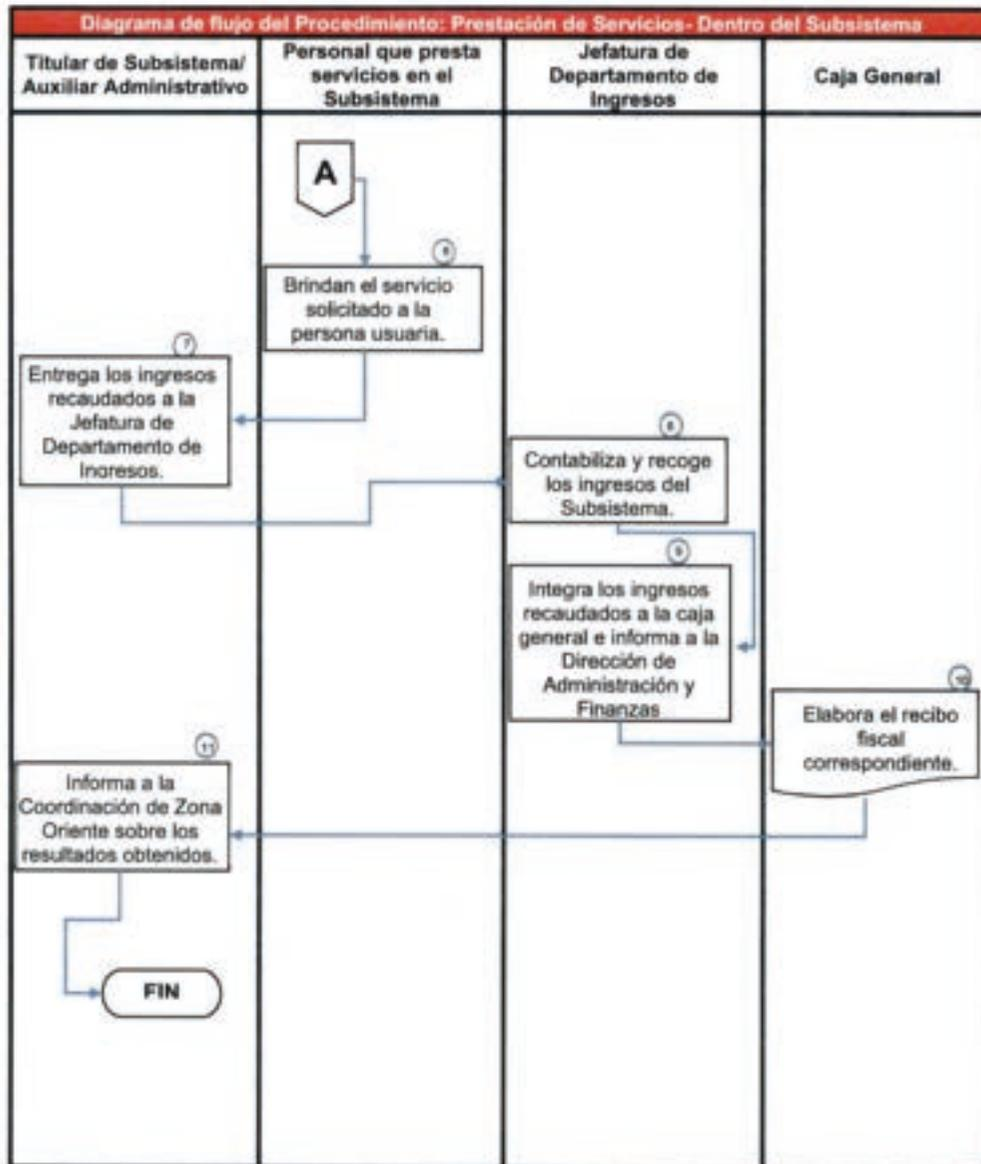 Diagrama de flujo del Procedimiento: Prestación de Servicios- Dentro del Subsistema
Titular de Subsistema/
Auxiliar Administrativo
Personal que presta
servicios en el
Subsistema
Jefatura de
Departamento de
Ingresos
Caja General
A
Brindan el servicio
solicitado a la
persona usuaria.
7
Entrega los ingresos
recaudados a la
Jefatura de
Departamento de
Ingresos.
8
Contabiliza y recoge
los ingresos del
Subsistema.
9
Integra los ingresos
recaudados a la caja
general e informa a la
Dirección de
Administración y
Finanzas
10
Elabora el recibo
fiscal
correspondiente.
11
Informa a la
Coordinación de Zona
Oriente sobre los
resultados obtenidos.
FIN